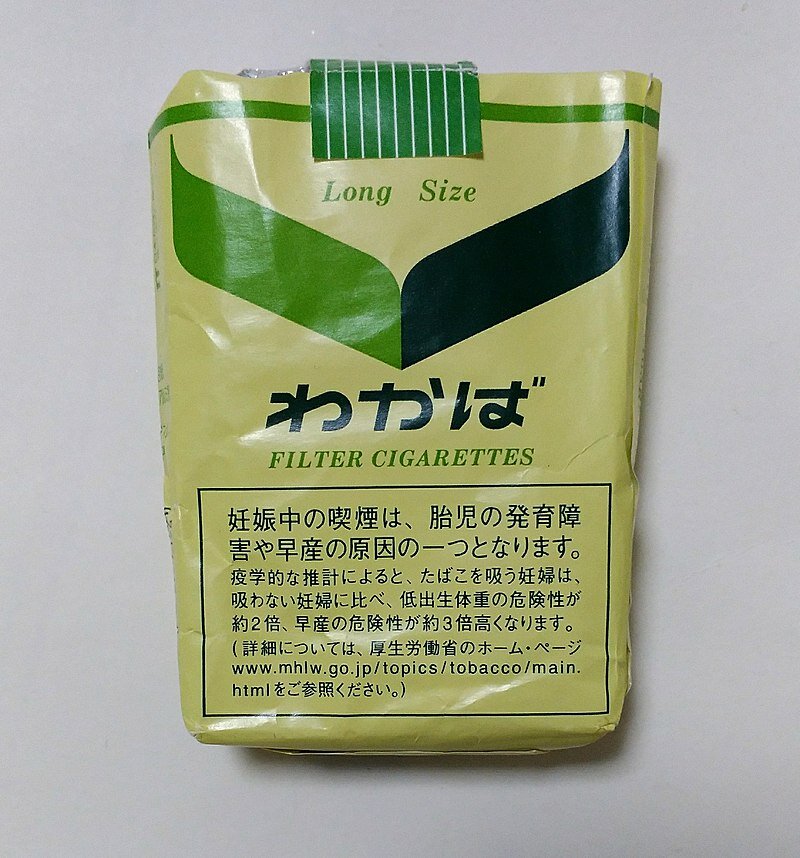 Long Size
わかば
FILTER CIGARETTES
妊娠中の喫煙は、胎児の発育障
害や早産の原因の一つとなります。
疫学的な推計によると、たばこを吸う妊婦は、
吸わない妊婦に比べ、低出生体重の危険性が
約2倍、早産の危険性が約3倍高くなります。
(詳細については、厚生労働省のホーム・ページ
www.mhlw.go.jp/topics/tobacco/main.
htmlをご参照ください。)